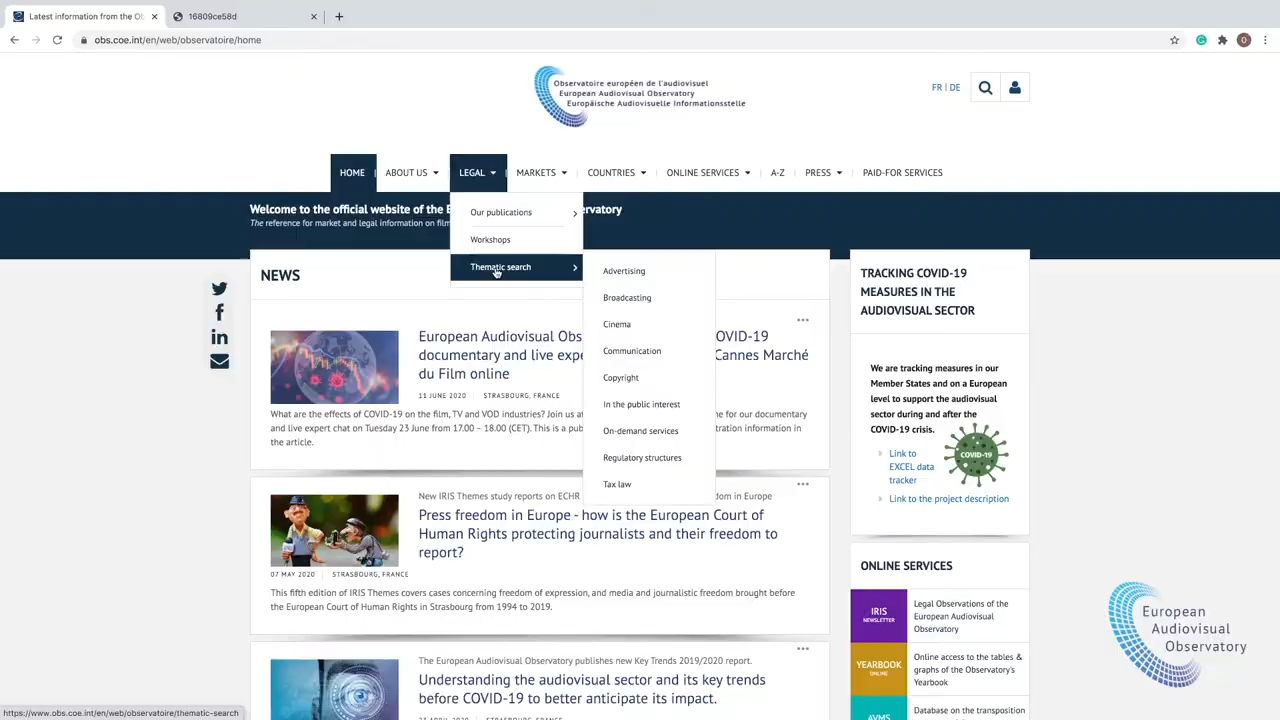 Latest information from the Ob
16809ce58d
obs.coe.int/en/web/observatoire/home
Observatoire européen de l'audiovisuel
European Audiovisual Observatory
Europäische Audiovisuelle Informationsstelle
FR | DE
HOME
ABOUT US
LEGAL
MARKETS
COUNTRIES
ONLINE SERVICES
A-Z
PRESS
PAID-FOR SERVICES
Welcome to the official website of the E
rvatory
The reference for market and legal information on film
Our publications
Workshops
Thematic search
Advertising
Broadcasting
Cinema
Communication
Copyright
In the public interest
On-demand services
Regulatory structures
Tax law
NEWS
European Audiovisual Obs
OVID-19
documentary and live expe
Cannes Marché
du Film online
11 JUNE 2020
STRASBOURG, FRANCE
What are the effects of COVID-19 on the film, TV and VOD industries? Join us at
me for our documentary
and live expert chat on Tuesday 23 June from 17.00 – 18.00 (CET). This is a pub
tration information in
the article.
New IRIS Themes study reports on ECHR
dom in Europe
Press freedom in Europe - how is the European Court of
Human Rights protecting journalists and their freedom to
report?
07 MAY 2020
STRASBOURG, FRANCE
This fifth edition of IRIS Themes covers cases concerning freedom of expression, and media and journalistic freedom brought before
the European Court of Human Rights in Strasbourg from 1994 to 2019.
The European Audiovisual Observatory publishes new Key Trends 2019/2020 report.
Understanding the audiovisual sector and its key trends
before COVID-19 to better anticipate its impact.
STRASBOURG, FRANCE
TRACKING COVID-19
MEASURES IN THE
AUDIOVISUAL SECTOR
We are tracking measures in our
Member States and on a European
level to support the audiovisual
sector during and after the
COVID-19 crisis.
COVID-19
Link to
EXCEL data
tracker
Link to the project description
ONLINE SERVICES
IRIS
NEWSLETTER
Legal Observations of the
European Audiovisual
Observatory
YEARBOOK
ONLINE
Online access to the tables &
graphs of the Observatory's
Yearbook
AVMS
Database on the transposition
European
Audiovisual
Observatory
https://www.obs.coe.int/en/web/observatoire/thematic-search